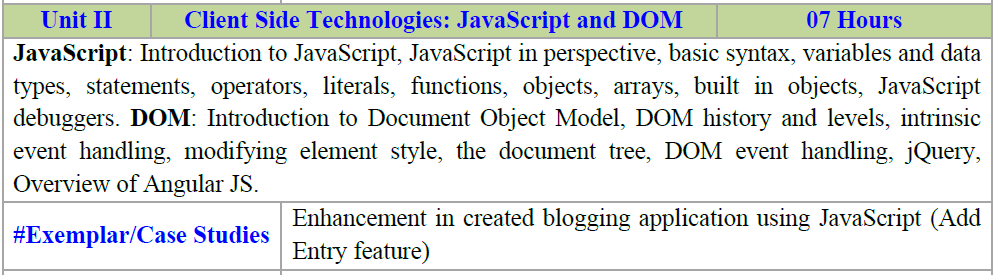 Unit II Client Side Technologies: JavaScript and DOM 07 Hours
JavaScript: Introduction to JavaScript, JavaScript in perspective, basic syntax, variables and data
types, statements, operators, literals, functions, objects, arrays, built in objects, JavaScript
debuggers. DOM: Introduction to Document Object Model, DOM history and levels, intrinsic
event handling, modifying element style, the document tree, DOM event handling, jQuery,
Overview of Angular JS.
#Exemplar/Case Studies Enhancement in created blogging application using JavaScript (Add
Entry feature)